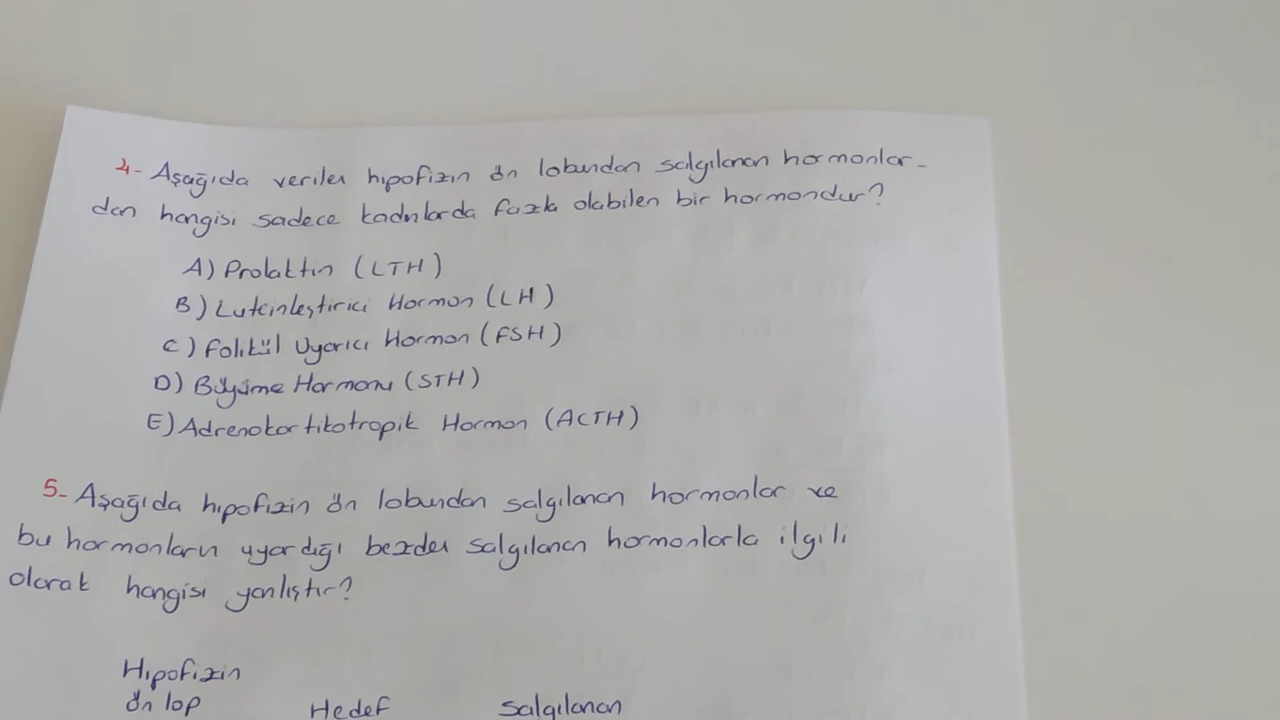 4- Aşağıda verilen hipofizin ön lobundan salgılanan hormonlar-
dan hangisi sadece kadınlarda fazla olabilen bir hormondur?
A) Prolaktin (LTH)
B) Luteinleştirici Hormon (LH)
C) Folikül Uyarıcı Hormon (FSH)
D) Büyüme Hormonu (STH)
E) Adrenokortikotropik Hormon (ACTH)
5- Aşağıda hipofizin ön lobundan salgılanan hormonlar ve
bu hormonların uyardığı bezden salgılanan hormonlarla ilgili
olarak hangisi yanlıştır?
Hipofizin
ön lop Hedef Salgılanan